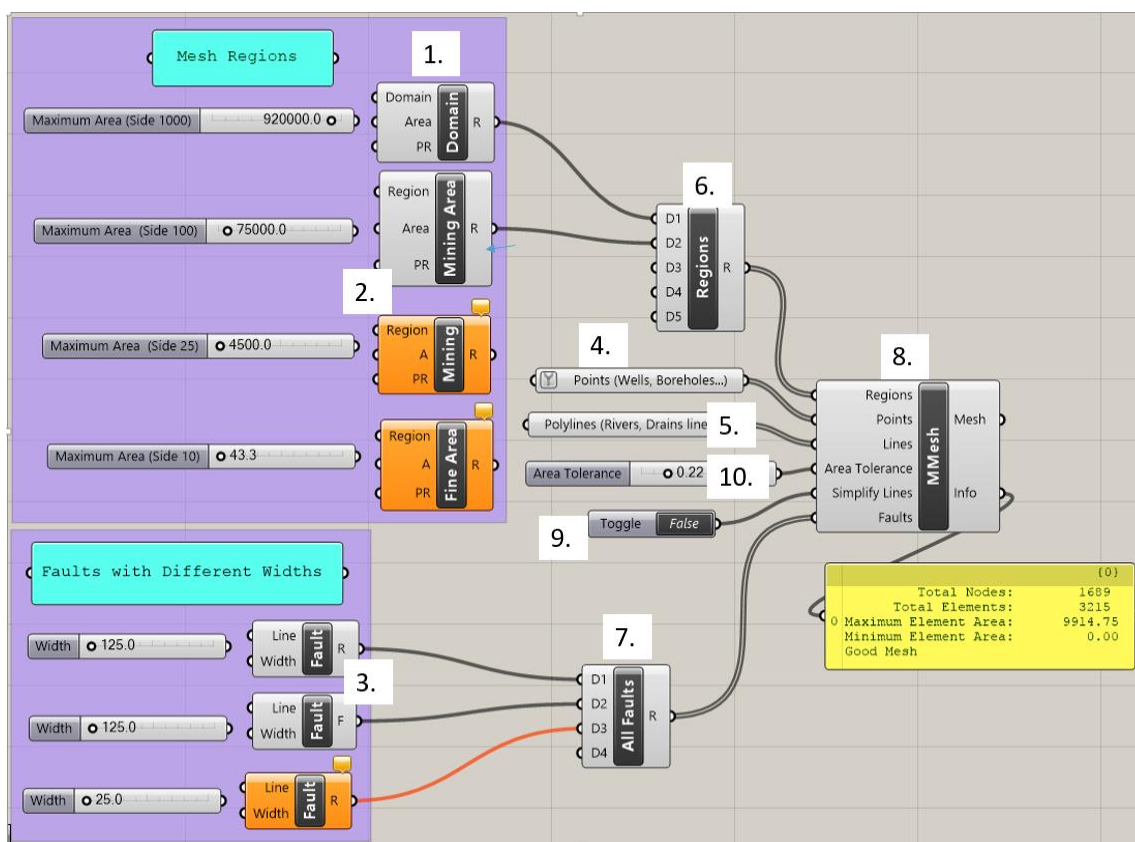 Mesh Regions
1.
Maximum Area (Side 1000) 920000.0
Domain
Area
PR
Domain
R
Maximum Area (Side 100) 75000.0
Region
Area
PR
Mining Area
R
2.
Maximum Area (Side 25) 4500.0
Region
A
PR
Mining
R
Maximum Area (Side 10) 43.3
Region
A
PR
Fine Area
R
6.
D1
D2
D3
D4
D5
Regions
R
4.
Points (Wells, Boreholes...)
Polylines (Rivers, Drains line
5.
Area Tolerance 0.22
10.
Toggle False
9.
8.
Regions
Points
Lines
Area Tolerance
Simplify Lines
Faults
MMesh
Mesh
Info
{0}
Total Nodes: 1689
Total Elements: 3215
0 Maximum Element Area: 9914.75
Minimum Element Area: 0.00
Good Mesh
Faults with Different Widths
Width 125.0
Line
Width
Fault
R
3.
Width 125.0
Line
Width
Fault
F
Width 25.0
Line
Width
Fault
R
7.
D1
D2
D3
D4
All Faults
R